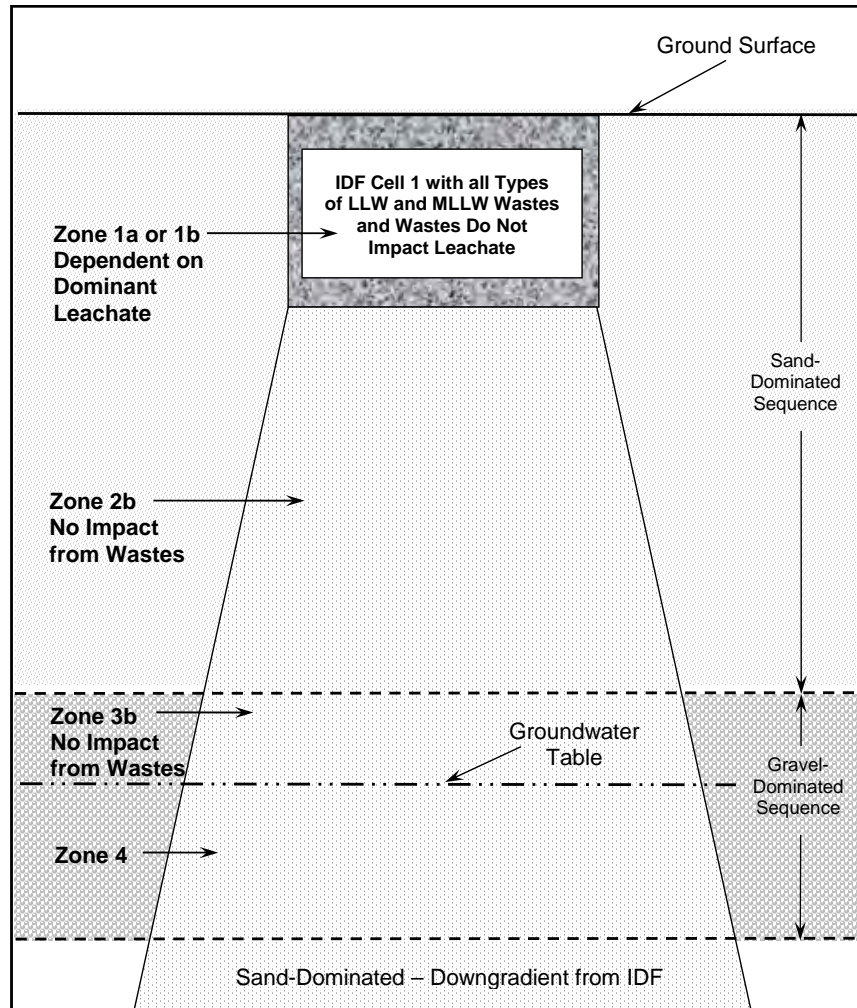 Ground Surface
IDF Cell 1 with all Types
of LLW and MLLW Wastes
and Wastes Do Not
Impact Leachate
Zone 1a or 1b
Dependent on
Dominant
Leachate
Sand-
Dominated
Sequence
Zone 2b
No Impact
from Wastes
Zone 3b
No Impact
from Wastes
Groundwater
Table
Gravel-
Dominated
Sequence
Zone 4
Sand-Dominated – Downgradient from IDF